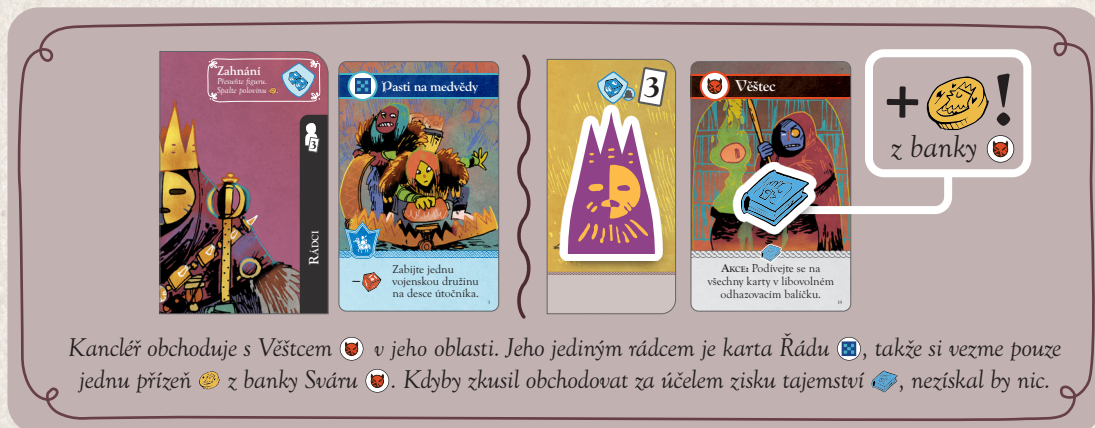 Zahnání
Přesuňte figuru.
Spalte polovinu
3
RÁDCI
Pasti na medvědy
Zabijte jednu
vojenskou družinu
na desce útočníka.
3
Věštec
AKCE: Podívejte se na
všechny karty v libovolném
odhazovacím balíčku.
+ !
z banky
Kancléř obchoduje s Věštcem v jeho oblasti. Jeho jediným rádcem je karta Řádu , takže si vezme pouze
jednu přízeň z banky Sváru . Kdyby zkusil obchodovat za účelem zisku tajemství , nezískal by nic.